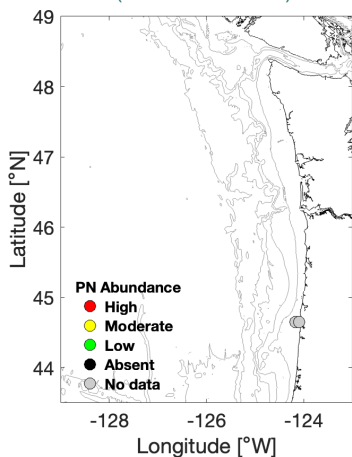 49
48
47
46
45
44
Latitude [°N]
PN Abundance
High
Moderate
Low
Absent
No data
-128
-126
-124
Longitude [°W]